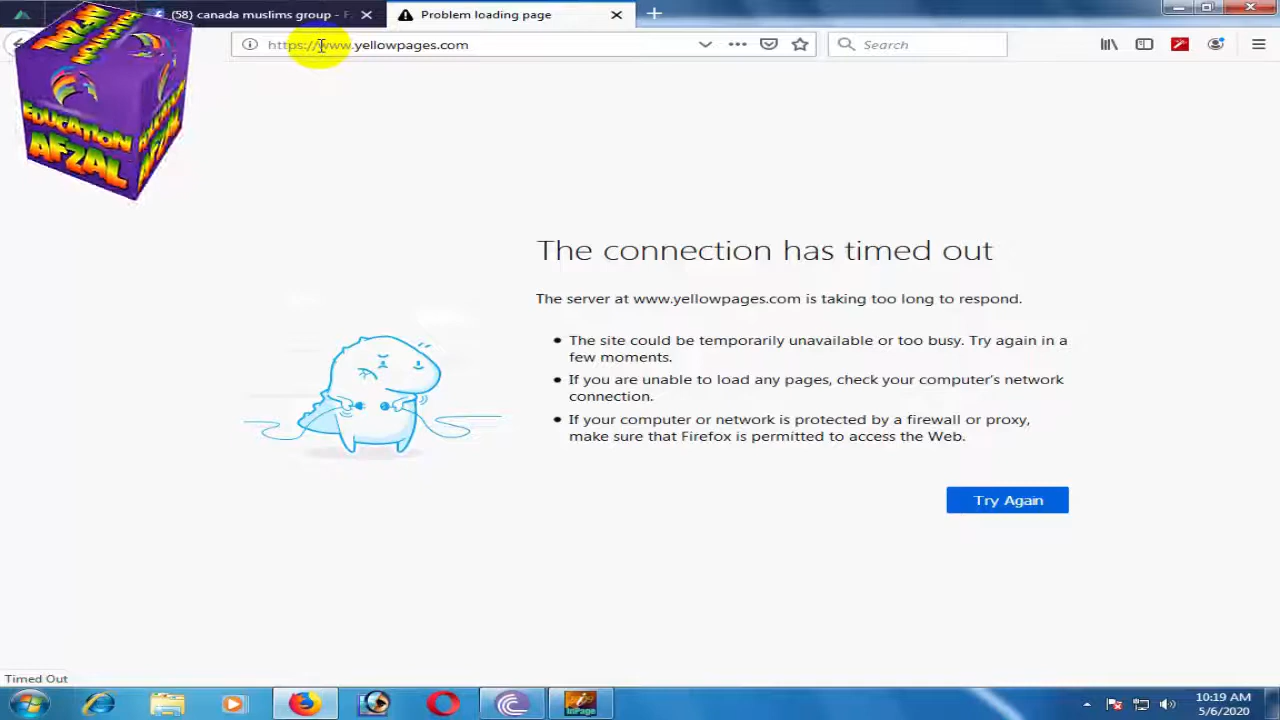 (58) canada muslims group - F
Problem loading page
https://www.yellowpages.com
Search
EDUCATION
AFZAL
The connection has timed out
The server at www.yellowpages.com is taking too long to respond.
The site could be temporarily unavailable or too busy. Try again in a
few moments.
If you are unable to load any pages, check your computer's network
connection.
If your computer or network is protected by a firewall or proxy,
make sure that Firefox is permitted to access the Web.
Try Again
Timed Out
InPage
10:19 AM
5/6/2020